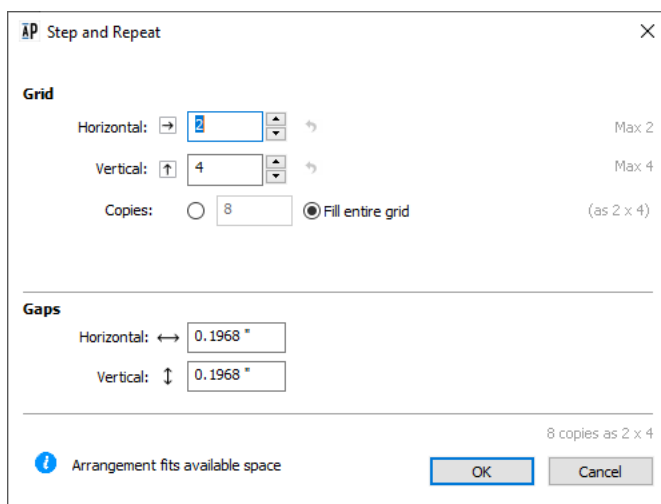 AP Step and Repeat
Grid
Horizontal: 2 Max 2
Vertical: 4 Max 4
Copies: 8 Fill entire grid (as 2 x 4)
Gaps
Horizontal: 0.1968 "
Vertical: 0.1968 "
8 copies as 2 x 4
i Arrangement fits available space OK Cancel